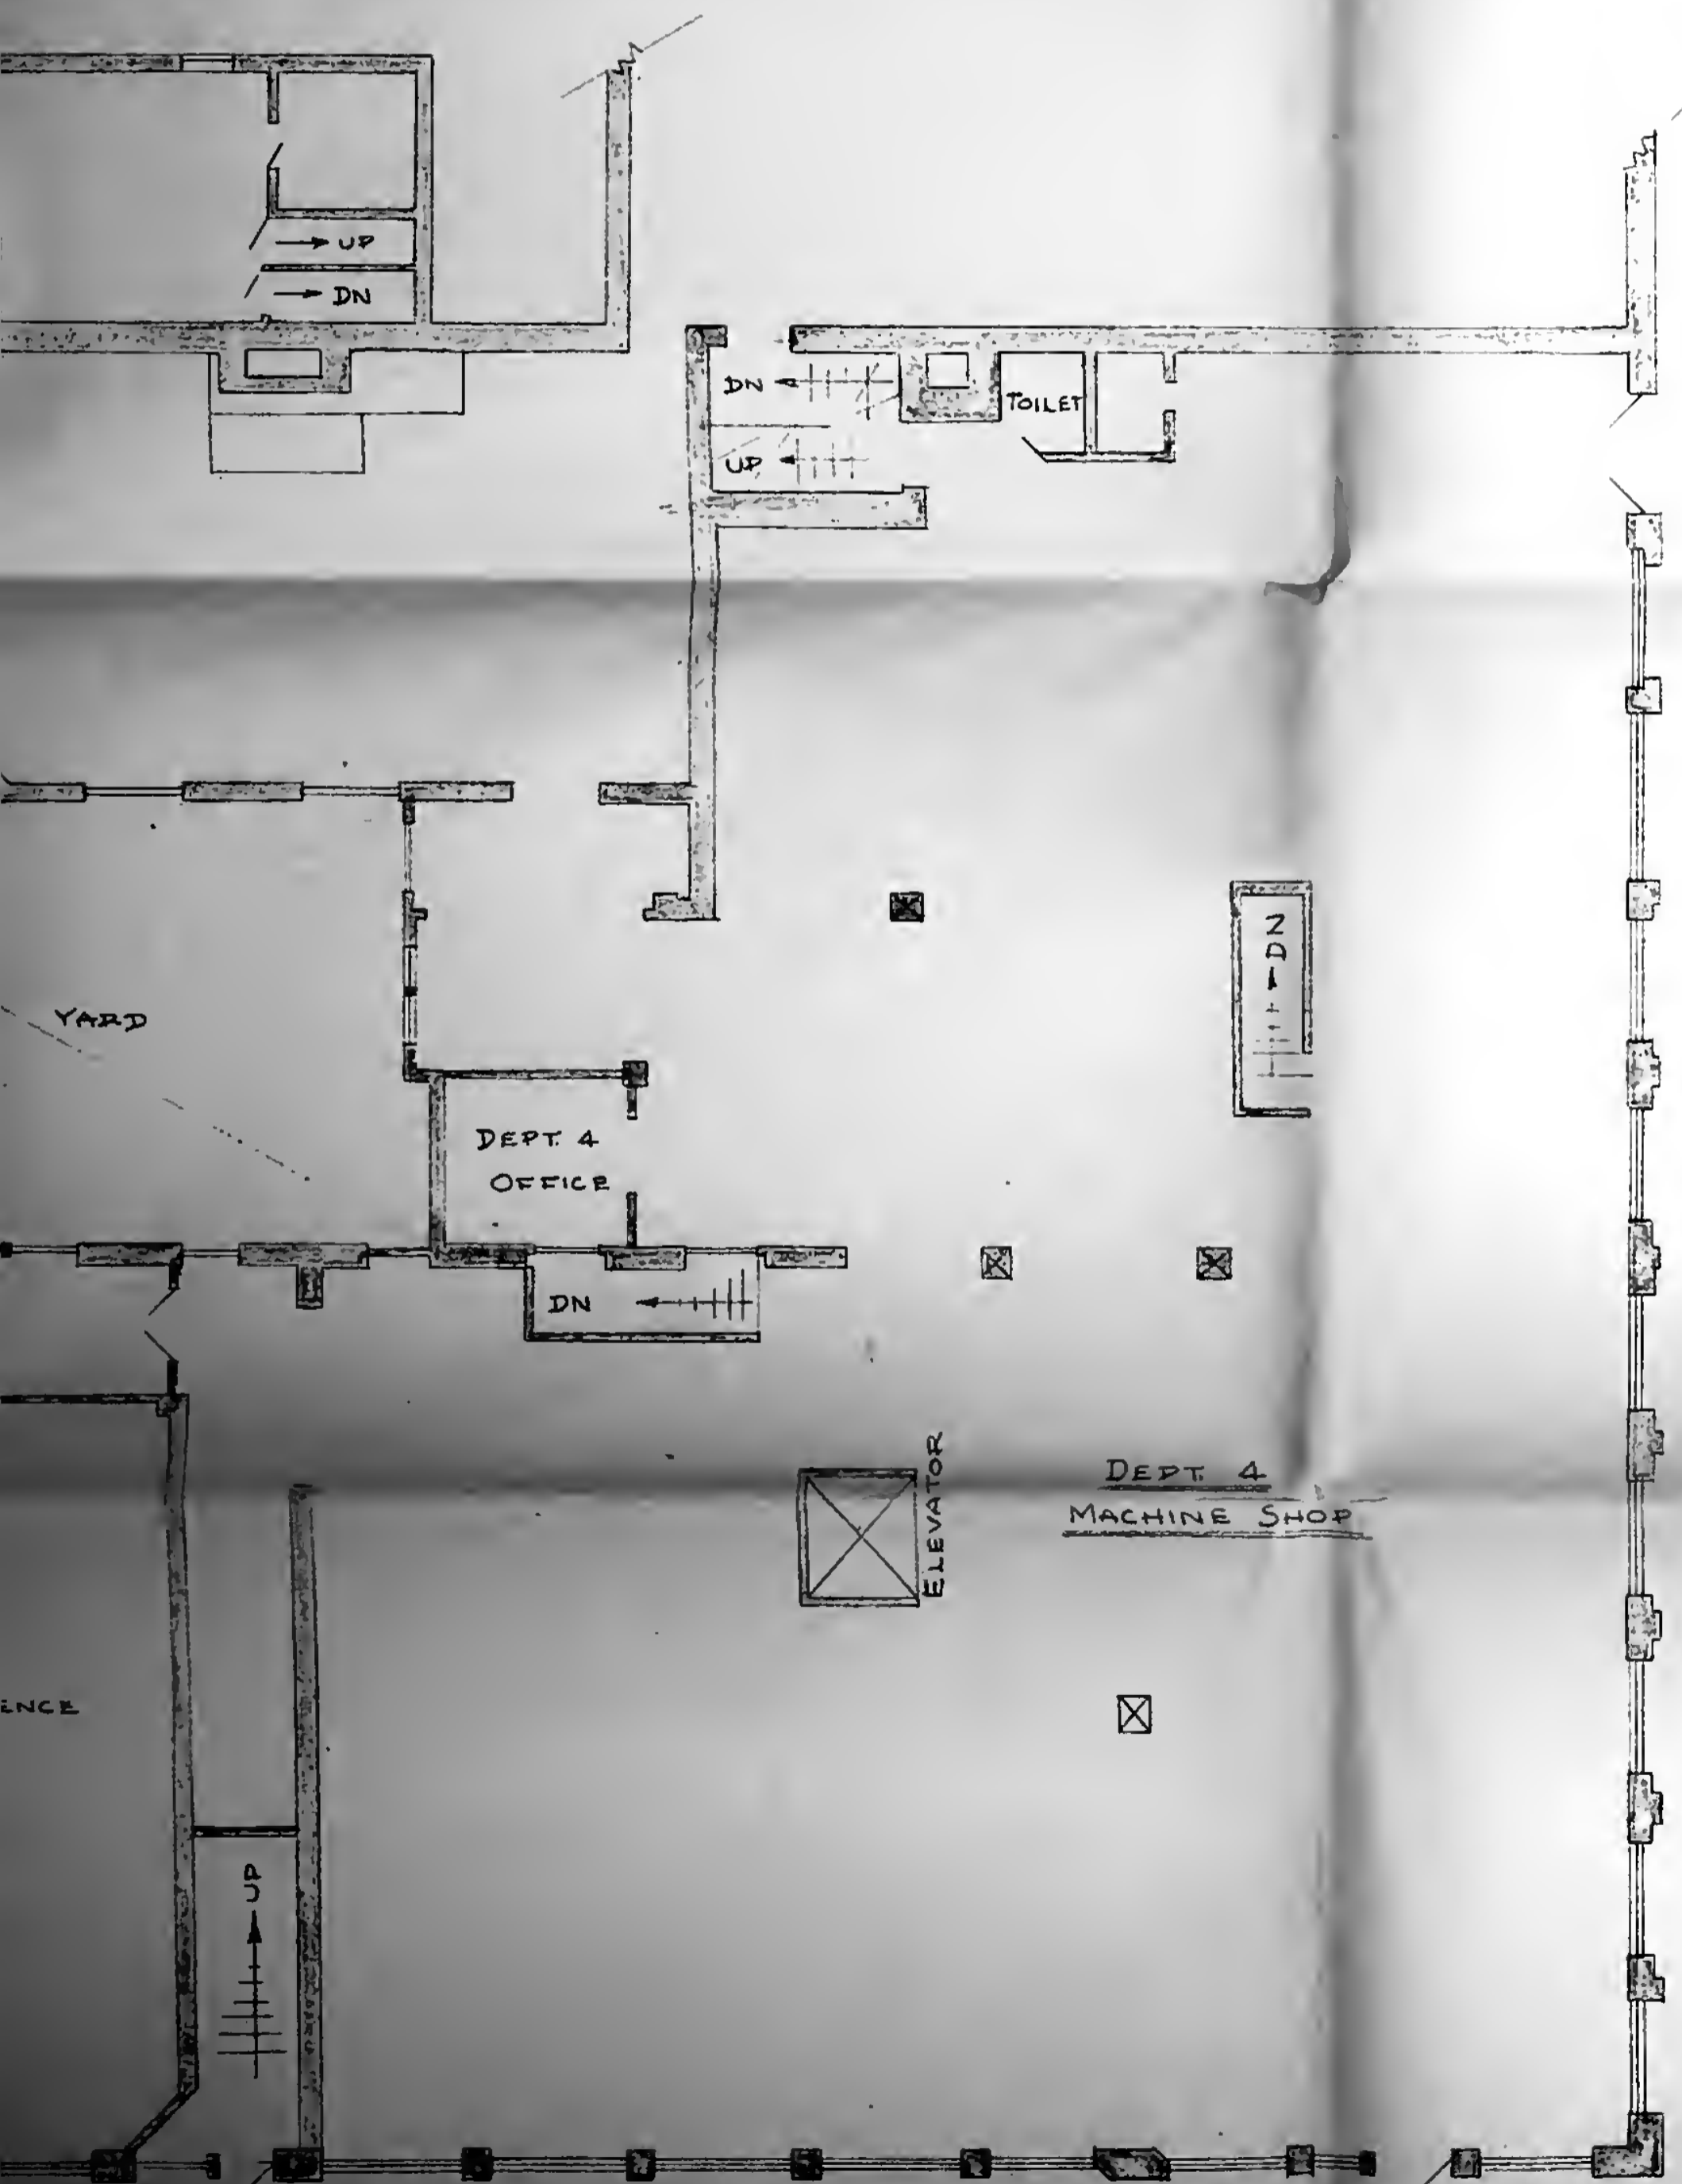 UP
DN
DN
TOILET
UP
DN
YARD
DEPT. 4
OFFICE
DN
ELEVATOR
DEPT. 4
MACHINE SHOP
ENCE
UP